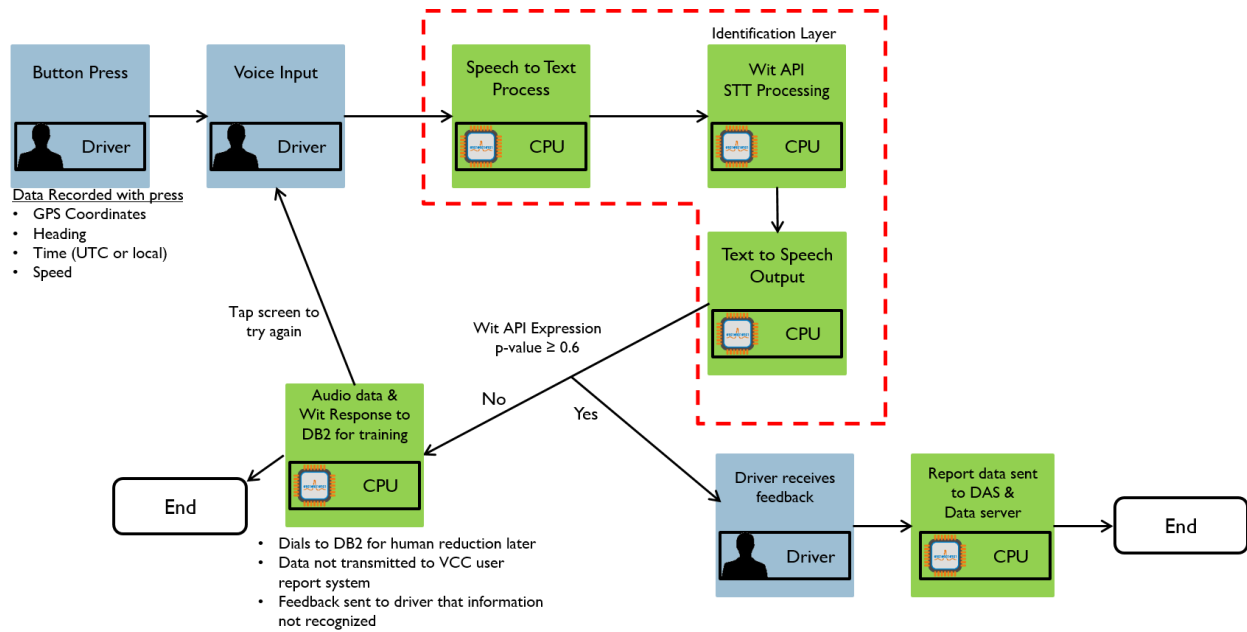 Identification Layer
Button Press
Driver
Voice Input
Driver
Speech to Text
Process
CPU
Wit API
STT Processing
CPU
Data Recorded with press
• GPS Coordinates
• Heading
• Time (UTC or local)
• Speed
Text to Speech
Output
CPU
Tap screen to
try again
Wit API Expression
p-value ≥ 0.6
No
Yes
Audio data &
Wit Response to
DB2 for training
CPU
End
• Dials to DB2 for human reduction later
• Data not transmitted to VCC user
report system
• Feedback sent to driver that information
not recognized
Driver receives
feedback
Driver
Report data sent
to DAS &
Data server
CPU
End